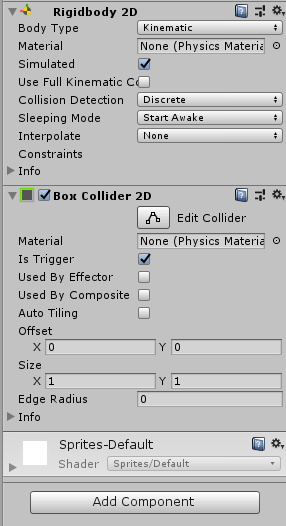 Rigidbody 2D
Body Type Kinematic
Material None (Physics Materia
Simulated
Use Full Kinematic Co
Collision Detection Discrete
Sleeping Mode Start Awake
Interpolate None
Constraints
Info
Box Collider 2D
Edit Collider
Material None (Physics Materia
Is Trigger
Used By Effector
Used By Composite
Auto Tiling
Offset
X 0 Y 0
Size
X 1 Y 1
Edge Radius 0
Info
Sprites-Default
Shader Sprites/Default
Add Component